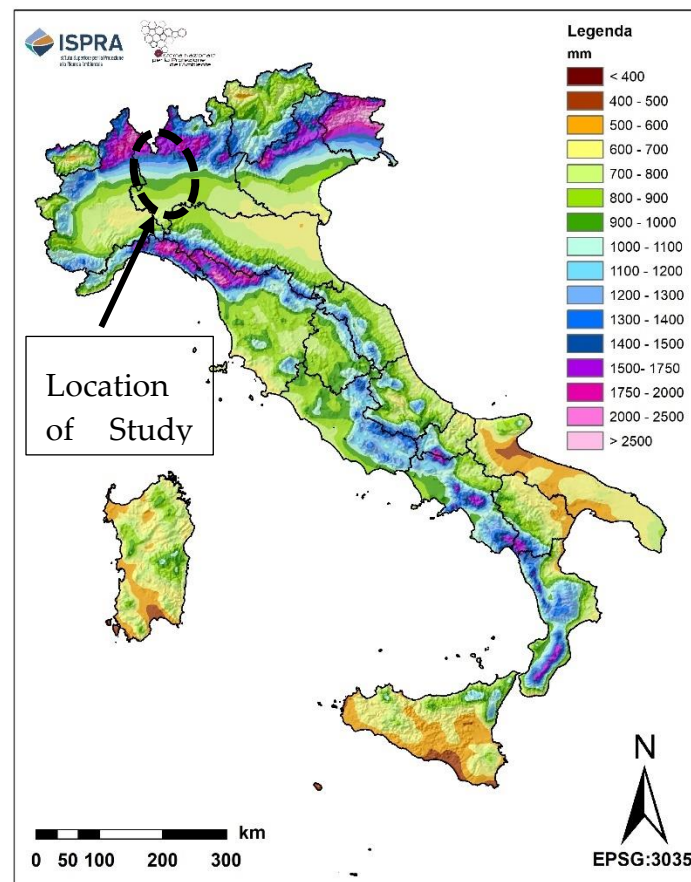 ISPRA
Legenda
mm
< 400
400 - 500
500 - 600
600 - 700
700 - 800
800 - 900
900 - 1000
1000 - 1100
1100 - 1200
1200 - 1300
1300 - 1400
1400 - 1500
1500- 1750
1750 - 2000
2000 - 2500
> 2500
Location
of Study
N
km
0 50 100 200 300
EPSG:3035